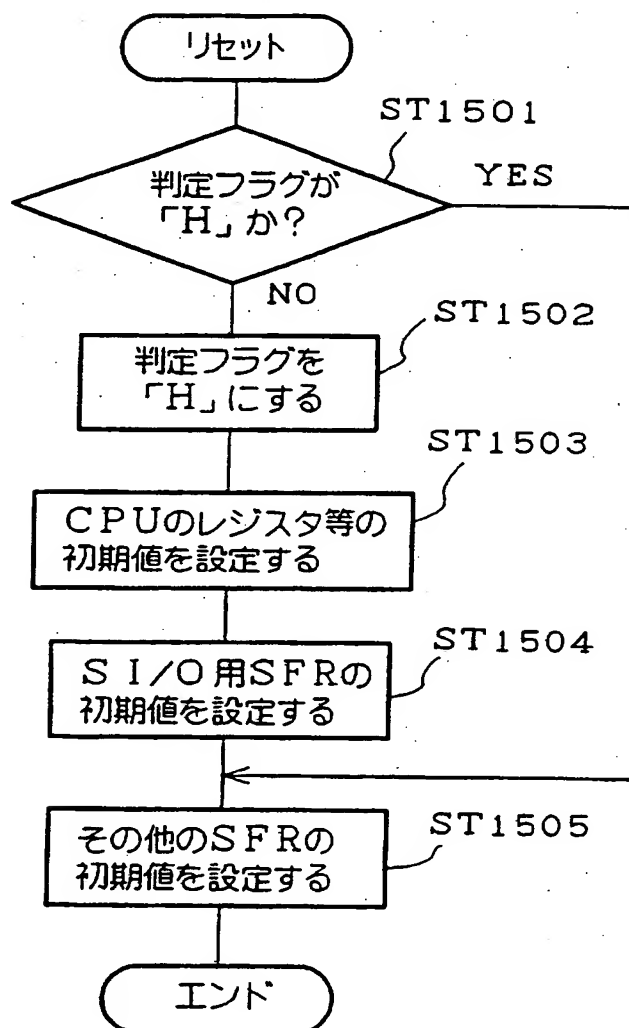 リセット
ST1501
判定フラグが
「H」か?
YES
NO
ST1502
判定フラグを
「H」にする
ST1503
CPUのレジスタ等の
初期値を設定する
ST1504
SI/O用SFRの
初期値を設定する
ST1505
その他のSFRの
初期値を設定する
エンド